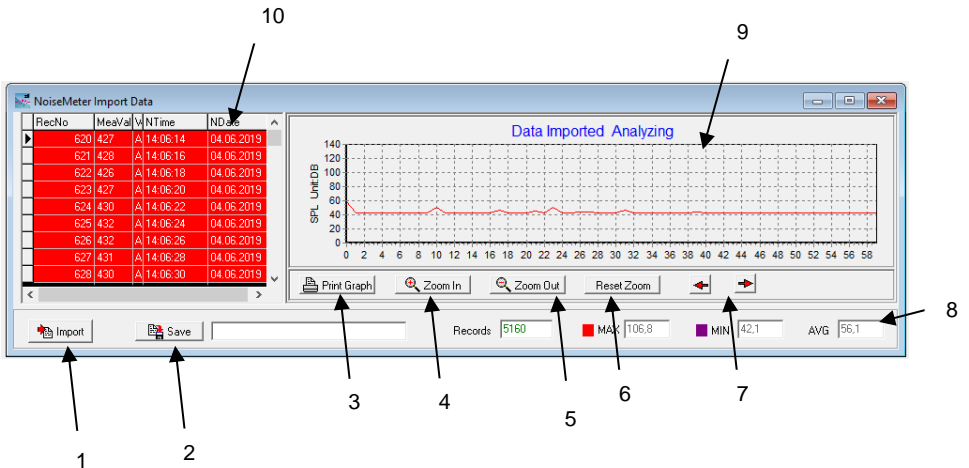 10
9
NoiseMeter Import Data
RecNo MeaVal NTime NDate
620 427 A 14:06:14 04.06.2019
621 428 A 14:06:16 04.06.2019
622 426 A 14:06:18 04.06.2019
623 427 A 14:06:20 04.06.2019
624 430 A 14:06:22 04.06.2019
625 432 A 14:06:24 04.06.2019
626 432 A 14:06:26 04.06.2019
627 431 A 14:06:28 04.06.2019
628 430 A 14:06:30 04.06.2019
Data Imported Analyzing
SPL Unit:DB
140
120
100
80
60
40
20
0
0 2 4 6 8 10 12 14 16 18 20 22 24 26 28 30 32 34 36 38 40 42 44 46 48 50 52 54 56 58
Print Graph Zoom In Zoom Out Reset Zoom
Import Save Records 5160 MAX 106,8 MIN 42,1 AVG 56,1
8
3 4 5 6 7
1 2